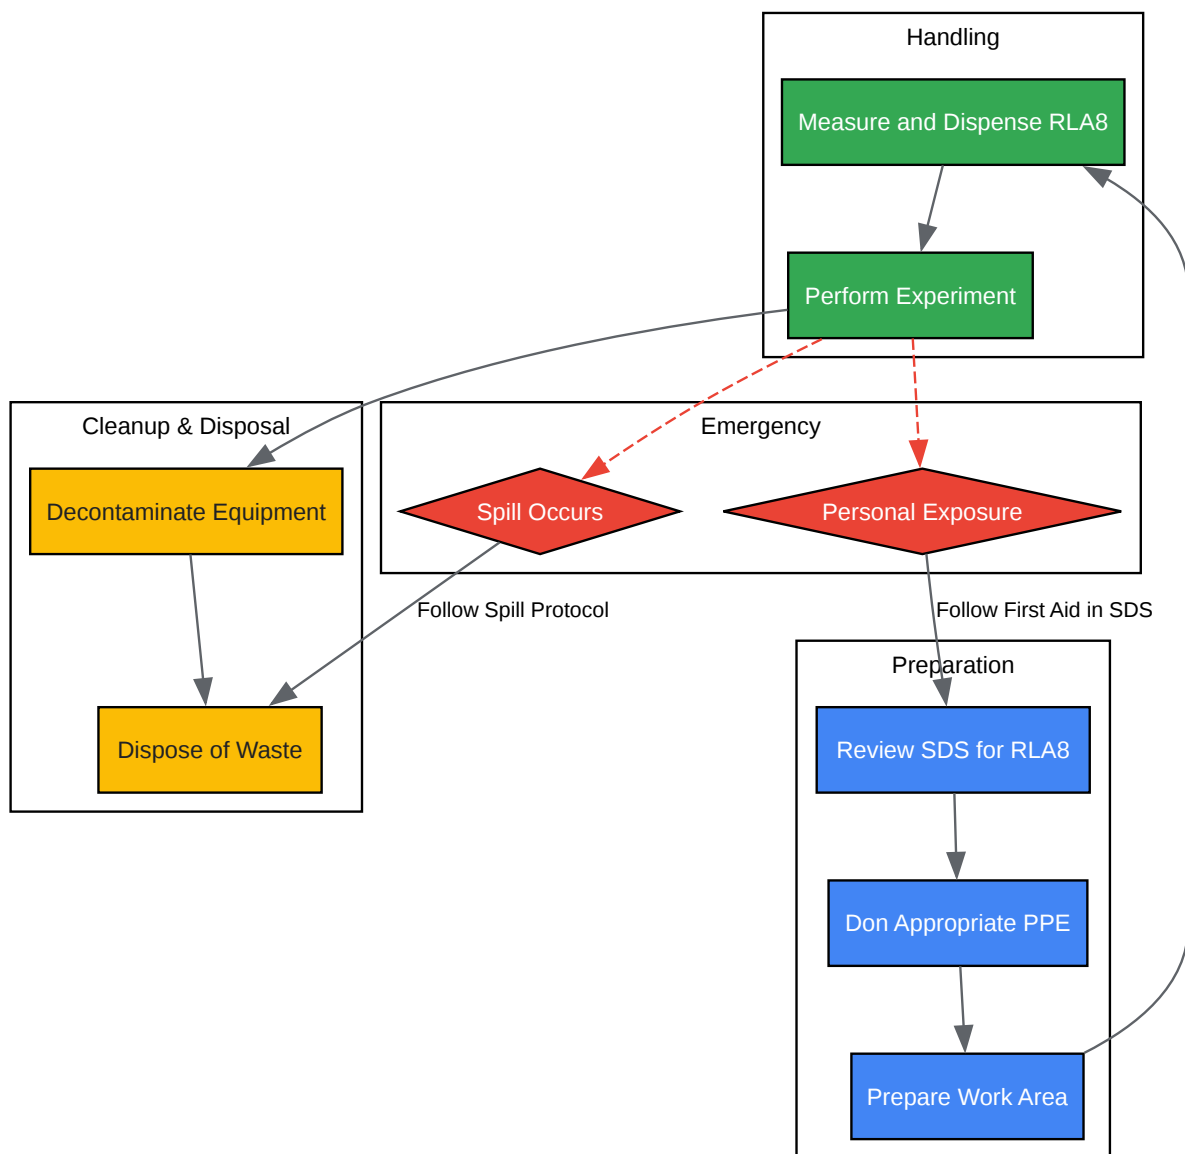 Handling
Measure and Dispense RLA8
Perform Experiment
Cleanup & Disposal
Emergency
Decontaminate Equipment
Spill Occurs
Personal Exposure
Follow Spill Protocol
Follow First Aid in SDS
Preparation
Review SDS for RLA8
Dispose of Waste
Don Appropriate PPE
Prepare Work Area